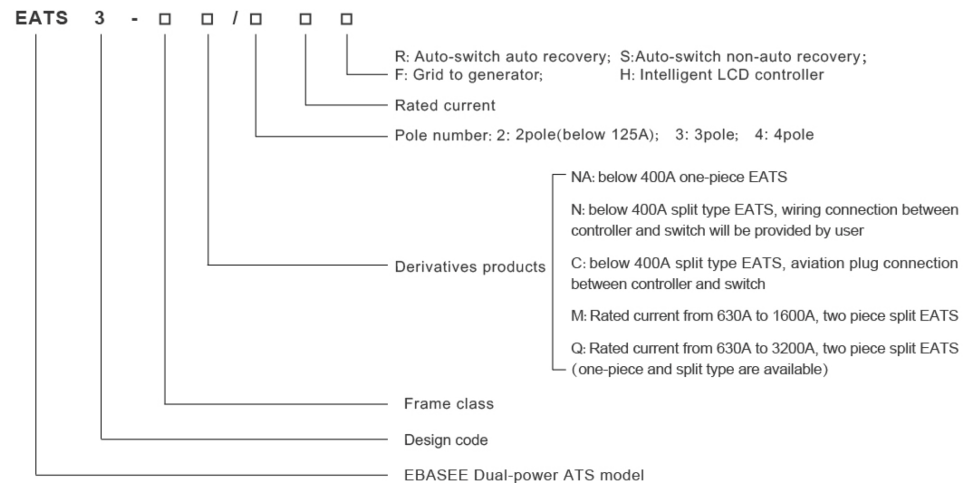 EATS 3 - □ □ / □ □ □
R: Auto-switch auto recovery; S:Auto-switch non-auto recovery;
F: Grid to generator; H: Intelligent LCD controller
Rated current
Pole number: 2: 2pole(below 125A); 3: 3pole; 4: 4pole
NA: below 400A one-piece EATS
N: below 400A split type EATS, wiring connection between
controller and switch will be provided by user
Derivatives products
C: below 400A split type EATS, aviation plug connection
between controller and switch
M: Rated current from 630A to 1600A, two piece split EATS
Q: Rated current from 630A to 3200A, two piece split EATS
(one-piece and split type are available)
Frame class
Design code
EBASEE Dual-power ATS model